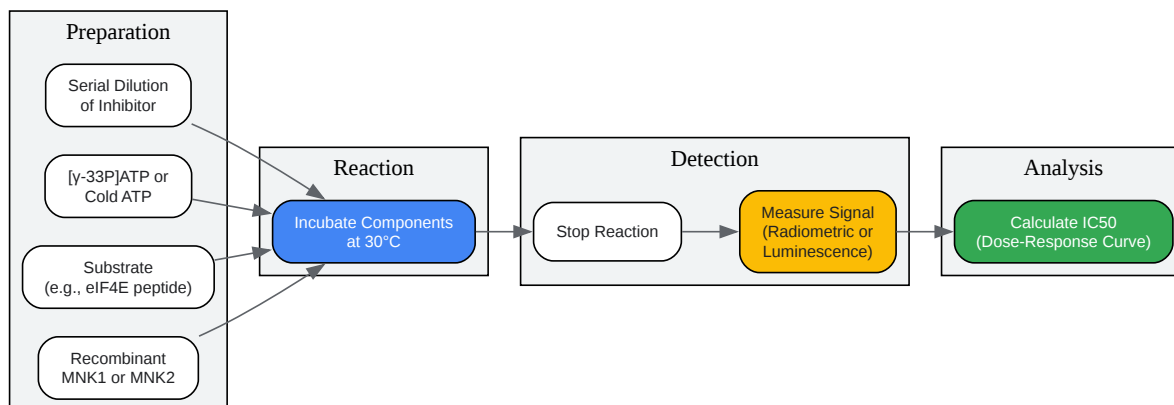 Preparation
Serial Dilution
of Inhibitor
[γ-33P]ATP or
Cold ATP
Substrate
(e.g., eIF4E peptide)
Recombinant
MNK1 or MNK2
Reaction
Incubate Components
at 30°C
Detection
Stop Reaction
Measure Signal
(Radiometric or
Luminescence)
Analysis
Calculate IC50
(Dose-Response Curve)